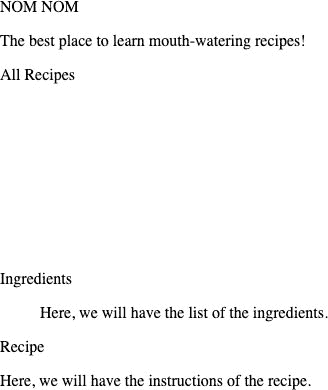 NOM NOM
The best place to learn mouth-watering recipes!
All Recipes
Ingredients
Here, we will have the list of the ingredients.
Recipe
Here, we will have the instructions of the recipe.